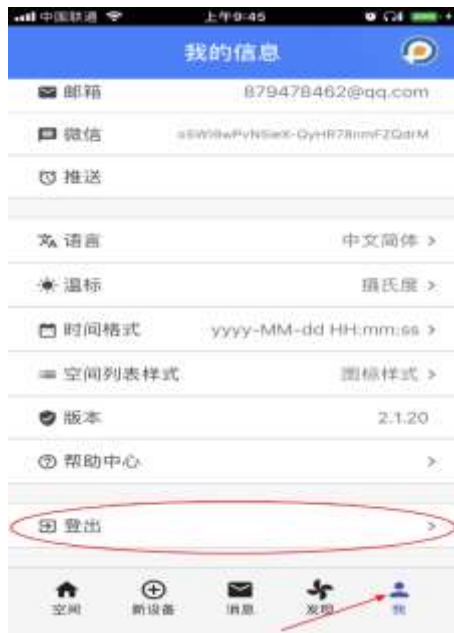 中国联通 上午9:45
我的信息
邮箱 879478462@qq.com
微信
推送
语言 中文简体
温标 摄氏度
时间格式 yyyy-MM-dd HH:mm:ss
空间列表样式 图标样式
版本 2.1.20
帮助中心
登出
空间 新设备 消息 发现 我